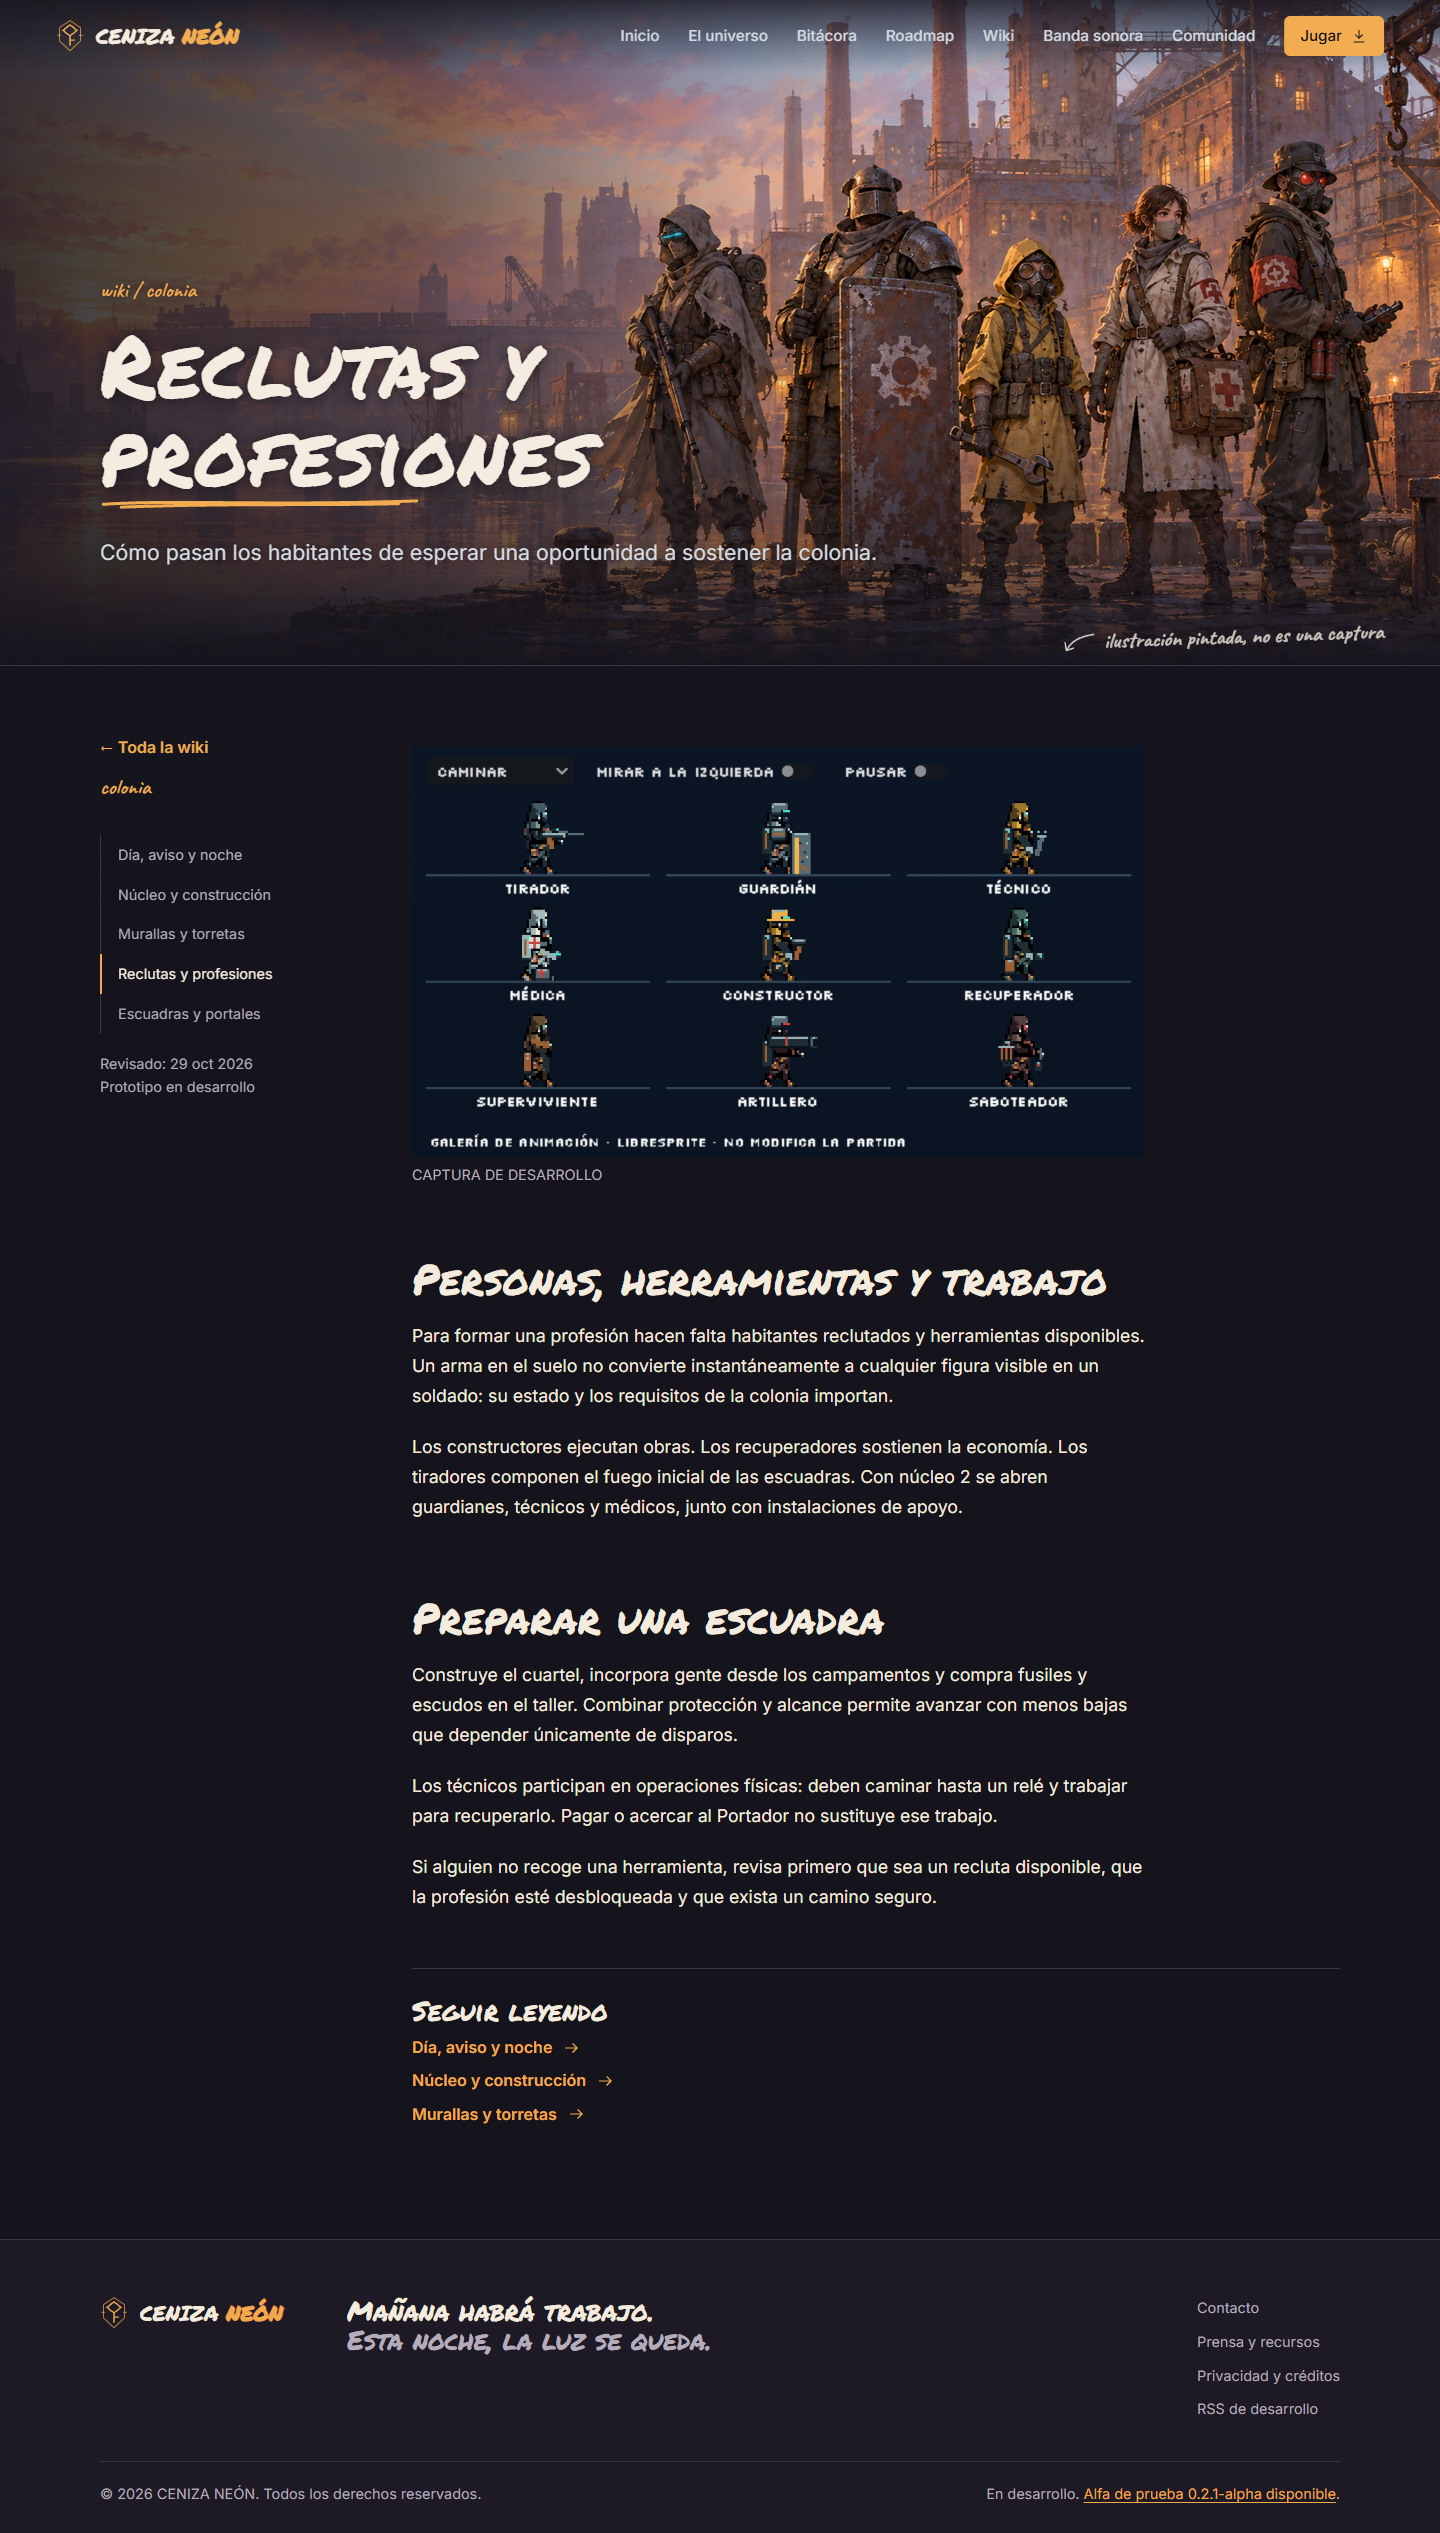 CENIZA NEÓN
Inicio El universo Bitácora Roadmap Wiki Banda sonora Comunidad Jugar
wiki / colonia
RECLUTAS Y
PROFESIONES
Cómo pasan los habitantes de esperar una oportunidad a sostener la colonia.
ilustración pintada, no es una captura
← Toda la wiki
colonia
Día, aviso y noche
Núcleo y construcción
Murallas y torretas
Reclutas y profesiones
Escuadras y portales
Revisado: 29 oct 2026
Prototipo en desarrollo
CAMINAR MIRAR A LA IZQUIERDA PAUSAR
TIRADOR GUARDIÁN TÉCNICO
MÉDICA CONSTRUCTOR RECUPERADOR
SUPERVIVIENTE ARTILLERO SABOTEADOR
GALERÍA DE ANIMACIÓN · LIBRESPRITE · NO MODIFICA LA PARTIDA
CAPTURA DE DESARROLLO
PERSONAS, HERRAMIENTAS Y TRABAJO
Para formar una profesión hacen falta habitantes reclutados y herramientas disponibles.
Un arma en el suelo no convierte instantáneamente a cualquier figura visible en un
soldado: su estado y los requisitos de la colonia importan.
Los constructores ejecutan obras. Los recuperadores sostienen la economía. Los
tiradores componen el fuego inicial de las escuadras. Con núcleo 2 se abren
guardianes, técnicos y médicos, junto con instalaciones de apoyo.
PREPARAR UNA ESCUADRA
Construye el cuartel, incorpora gente desde los campamentos y compra fusiles y
escudos en el taller. Combinar protección y alcance permite avanzar con menos bajas
que depender únicamente de disparos.
Los técnicos participan en operaciones físicas: deben caminar hasta un relé y trabajar
para recuperarlo. Pagar o acercar al Portador no sustituye ese trabajo.
Si alguien no recoge una herramienta, revisa primero que sea un recluta disponible, que
la profesión esté desbloqueada y que exista un camino seguro.
SEGUIR LEYENDO
Día, aviso y noche →
Núcleo y construcción →
Murallas y torretas →
CENIZA NEÓN
MAÑANA HABRÁ TRABAJO.
ESTA NOCHE, LA LUZ SE QUEDA.
Contacto
Prensa y recursos
Privacidad y créditos
RSS de desarrollo
© 2026 CENIZA NEÓN. Todos los derechos reservados.
En desarrollo. Alfa de prueba 0.2.1-alpha disponible.